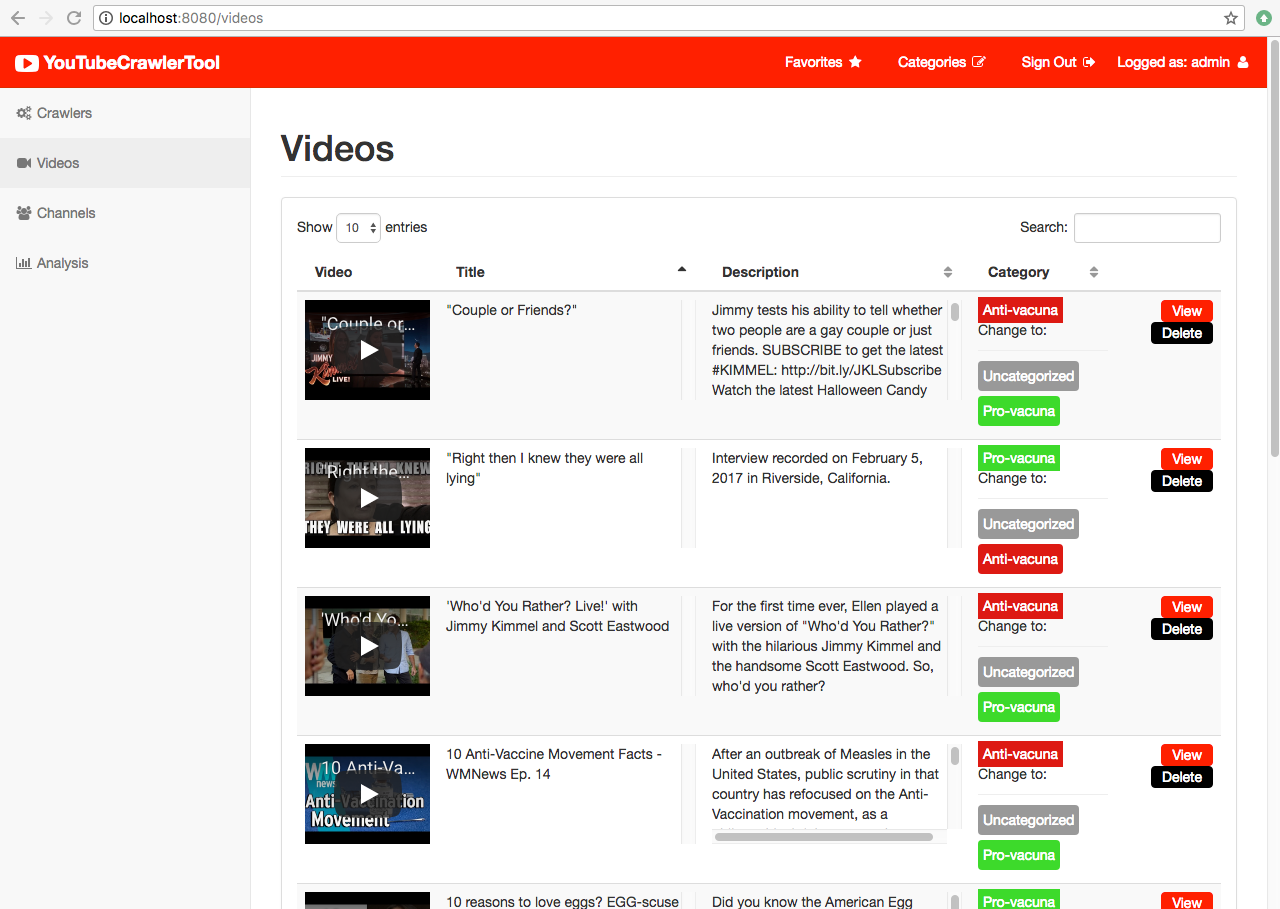 localhost:8080/videos
YouTubeCrawlerTool
Favorites
Categories
Sign Out
Logged as: admin
Crawlers
Videos
Channels
Analysis
Videos
Show 10 entries
Search:
Video
Title
Description
Category
"Couple or...
JIMMY
LIVE!
"Couple or Friends?"
Jimmy tests his ability to tell whether
two people are a gay couple or just
friends. SUBSCRIBE to get the latest
#KIMMEL: http://bit.ly/JKLSubscribe
Watch the latest Halloween Candy
Anti-vacuna
Change to:
Uncategorized
Pro-vacuna
View
Delete
"Right the...
THEY WERE ALL LYING
"Right then I knew they were all
lying"
Interview recorded on February 5,
2017 in Riverside, California.
Pro-vacuna
Change to:
Uncategorized
Anti-vacuna
View
Delete
'Who'd Yo...
'Who'd You Rather? Live!' with
Jimmy Kimmel and Scott Eastwood
For the first time ever, Ellen played a
live version of "Who'd You Rather?"
with the hilarious Jimmy Kimmel and
the handsome Scott Eastwood. So,
who'd you rather?
Anti-vacuna
Change to:
Uncategorized
Pro-vacuna
View
Delete
10 Anti-Va...
news
Anti-Vaccination
Movement
10 Anti-Vaccine Movement Facts -
WMNews Ep. 14
After an outbreak of Measles in the
United States, public scrutiny in that
country has refocused on the Anti-
Vaccination movement, as a
Anti-vacuna
Change to:
Uncategorized
Pro-vacuna
View
Delete
10 reasons to love eggs? EGG-scuse
Did you know the American Egg
Pro-vacuna
View